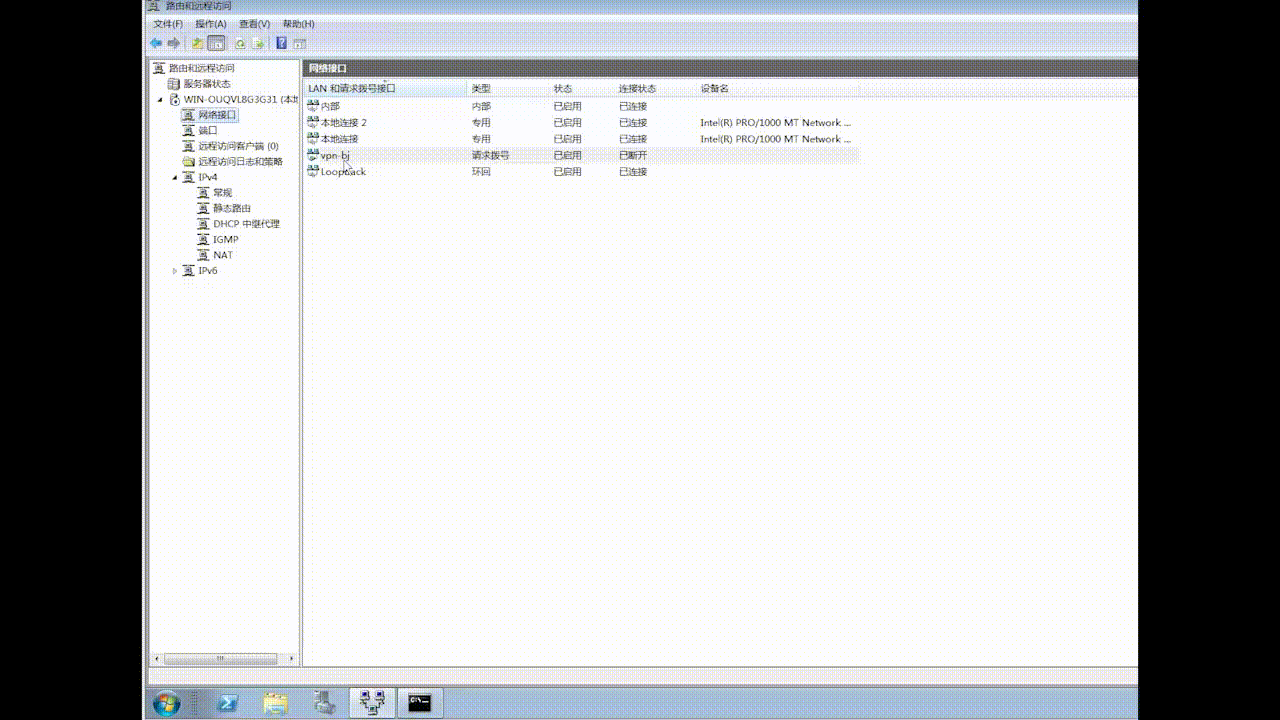 路由和远程访问
文件(F) 操作(A) 查看(V) 帮助(H)
路由和远程访问
服务器状态
WIN-OUQVL8G3G31 (本地
网络接口
端口
远程访问客户端 (0)
远程访问日志和策略
IPv4
常规
静态路由
DHCP 中继代理
IGMP
NAT
IPv6
网络接口
LAN 和请求拨号接口 类型 状态 连接状态 设备名
内部 内部 已启用 已连接
本地连接 2 专用 已启用 已连接 Intel(R) PRO/1000 MT Network ...
本地连接 专用 已启用 已连接 Intel(R) PRO/1000 MT Network ...
vpn-bj 请求拨号 已启用 已断开
Loopback 环回 已启用 已连接